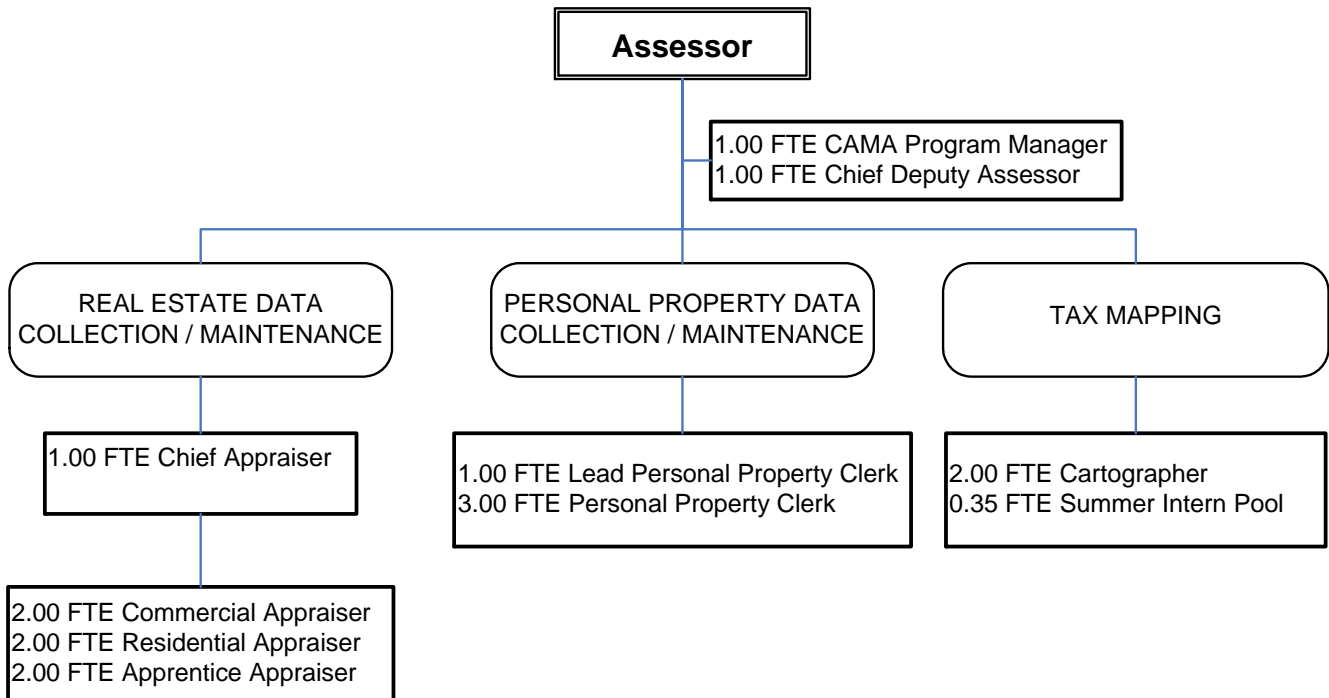 Assessor
1.00 FTE CAMA Program Manager
1.00 FTE Chief Deputy Assessor
REAL ESTATE DATA
COLLECTION / MAINTENANCE
PERSONAL PROPERTY DATA
COLLECTION / MAINTENANCE
TAX MAPPING
1.00 FTE Chief Appraiser
1.00 FTE Lead Personal Property Clerk
3.00 FTE Personal Property Clerk
2.00 FTE Cartographer
0.35 FTE Summer Intern Pool
2.00 FTE Commercial Appraiser
2.00 FTE Residential Appraiser
2.00 FTE Apprentice Appraiser